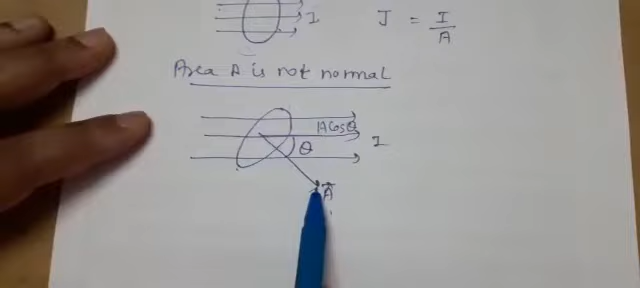 I J = I/A
Area A is not normal
A Cosθ
θ I
A⃗